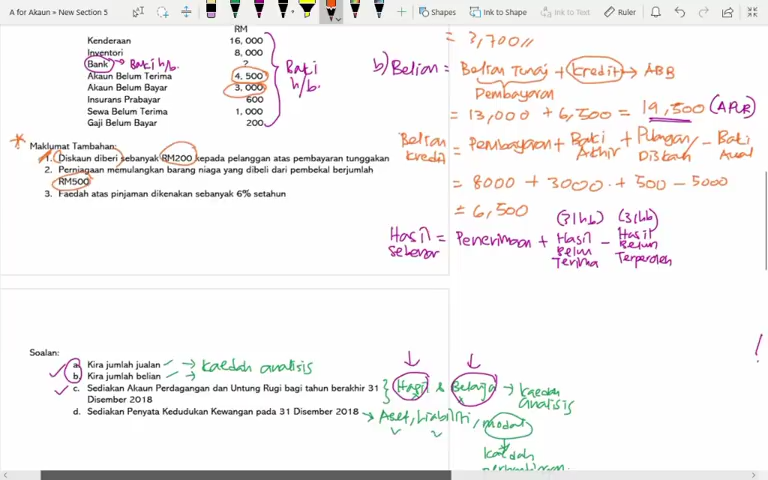 A for Akaun » New Section 5
Shapes
Ink to Shape
Ink to Text
Ruler
RM
Kenderaan 16, 000
Inventori 8, 000
Bank Baki h/b. ?
Akaun Belum Terima 4, 500
Akaun Belum Bayar 3, 000
Insurans Prabayar 600
Sewa Belum Terima 1, 000
Gaji Belum Bayar 200
Baki h/b.
Maklumat Tambahan:
1. Diskaun diberi sebanyak RM200 kepada pelanggan atas pembayaran tunggakan
2. Perniagaan memulangkan barang niaga yang dibeli dari pembekal berjumlah
RM500
3. Faedah atas pinjaman dikenakan sebanyak 6% setahun
= 3,700 //
b) Belian = Belian Tunai + Kredit → ABB
Pembayaran
= 13,000 + 6,500 = 19,500 (APUR)
Belian Kredit = Pembayaran + Baki Akhir + Pulangan/Diskaun - Baki Awal
= 8000 + 3000 + 500 - 5000
= 6,500
(31hb) (31hb)
Hasil sebenar = Penerimaan + Hasil Belum Terima - Hasil Belum Terperoleh
Soalan:
a. Kira jumlah jualan → kaedah analisis
b. Kira jumlah belian →
c. Sediakan Akaun Perdagangan dan Untung Rugi bagi tahun berakhir 31
Disember 2018
} Hasil & Belanja → kaedah analisis
d. Sediakan Penyata Kedudukan Kewangan pada 31 Disember 2018 → Aset, Liabiliti, modal
kaedah
!